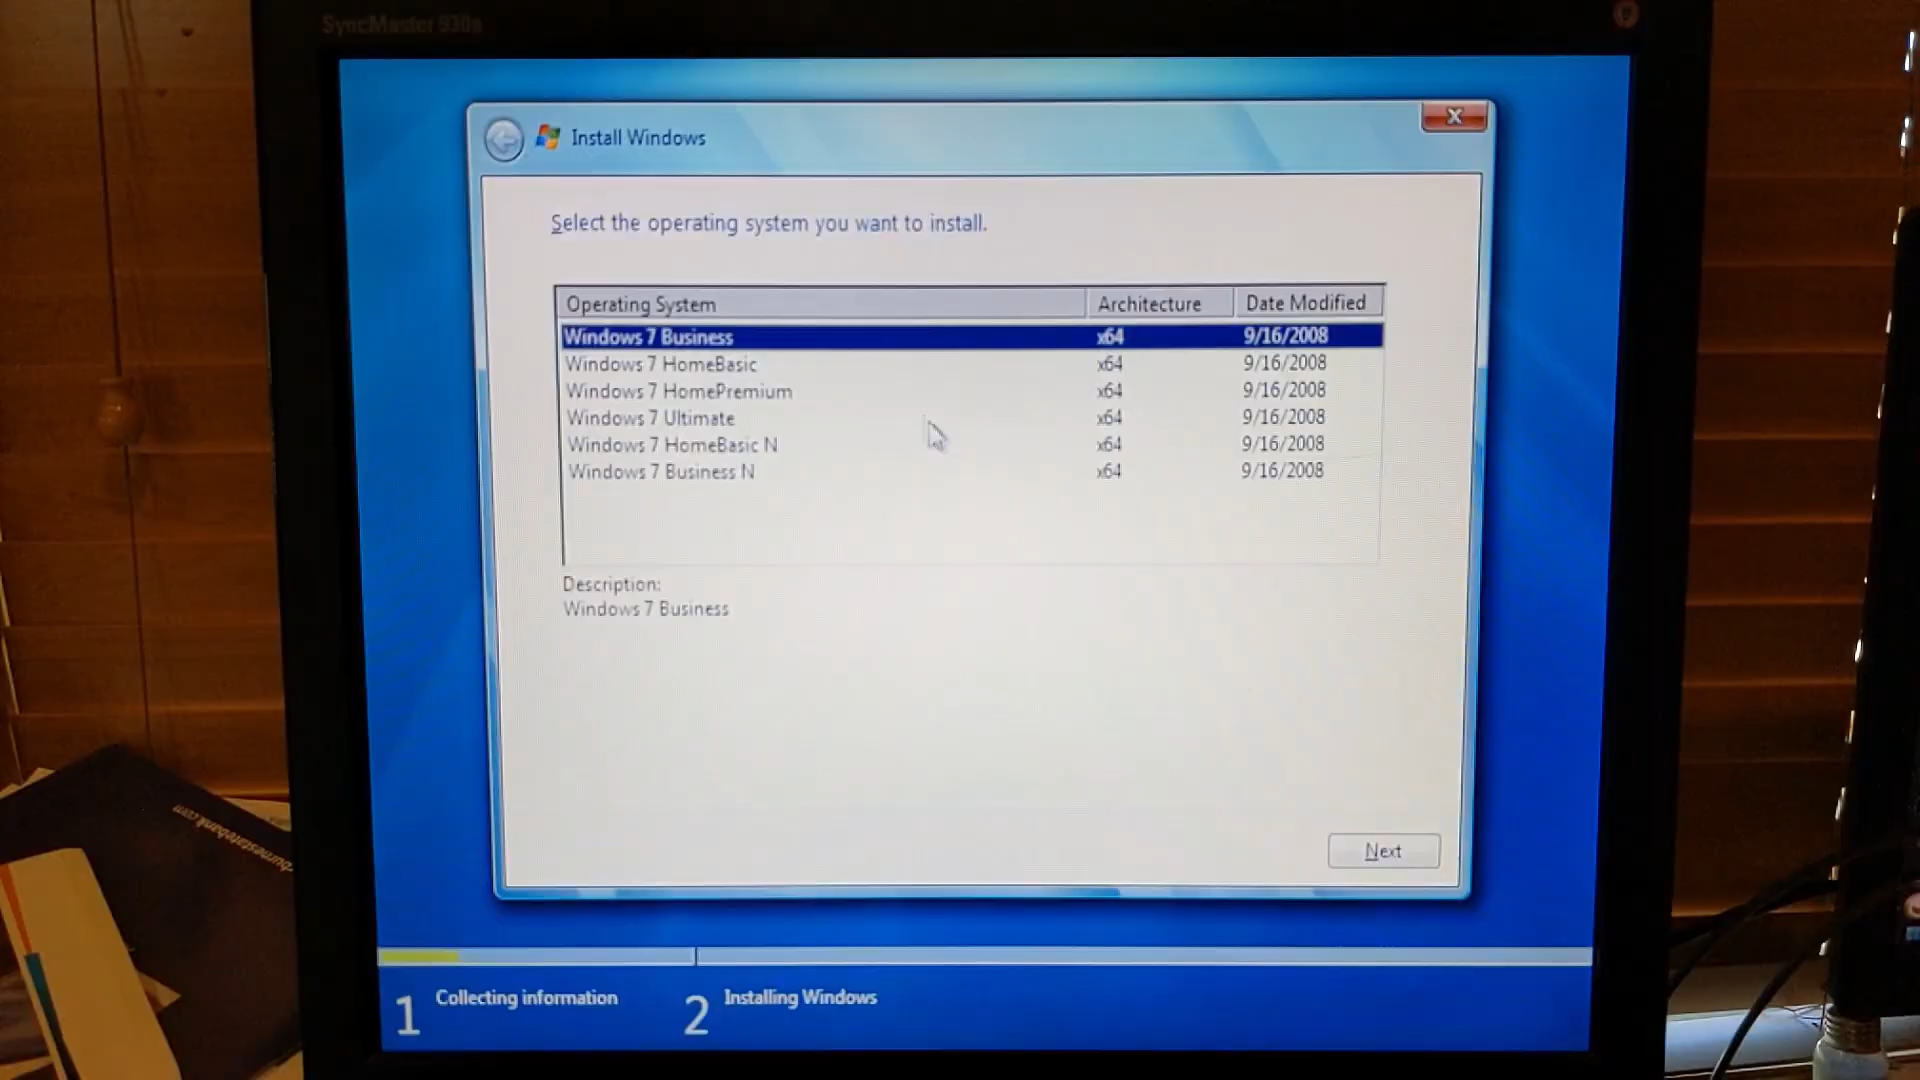 SyncMaster 930B
Install Windows
Select the operating system you want to install.
Operating System Architecture Date Modified
Windows 7 Business x64 9/16/2008
Windows 7 HomeBasic x64 9/16/2008
Windows 7 HomePremium x64 9/16/2008
Windows 7 Ultimate x64 9/16/2008
Windows 7 HomeBasic N x64 9/16/2008
Windows 7 Business N x64 9/16/2008
Description:
Windows 7 Business
Next
1 Collecting information 2 Installing Windows